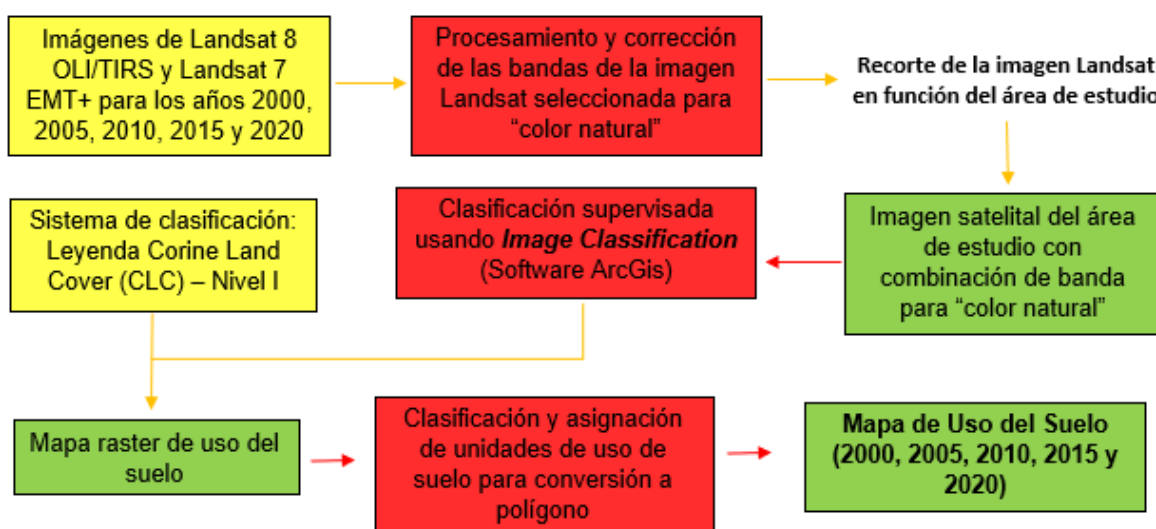 Imágenes de Landsat 8
OLI/TIRS y Landsat 7
EMT+ para los años 2000,
2005, 2010, 2015 y 2020
Procesamiento y corrección
de las bandas de la imagen
Landsat seleccionada para
“color natural”
Recorte de la imagen Landsat
en función del área de estudio
Sistema de clasificación:
Leyenda Corine Land
Cover (CLC) – Nivel I
Clasificación supervisada
usando Image Classification
(Software ArcGis)
Imagen satelital del área
de estudio con
combinación de banda
para “color natural”
Mapa raster de uso del
suelo
Clasificación y asignación
de unidades de uso de
suelo para conversión a
polígono
Mapa de Uso del Suelo
(2000, 2005, 2010, 2015 y
2020)